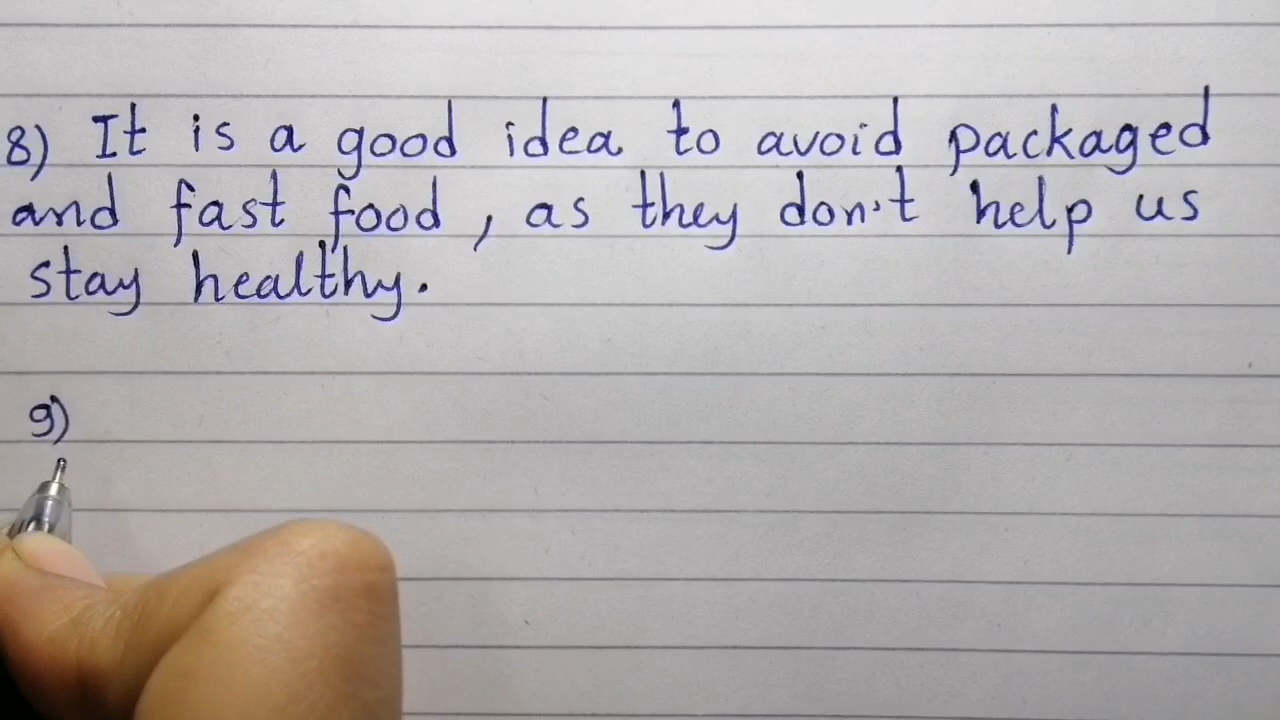 8) It is a good idea to avoid packaged
and fast food, as they don't help us
stay healthy.
9)